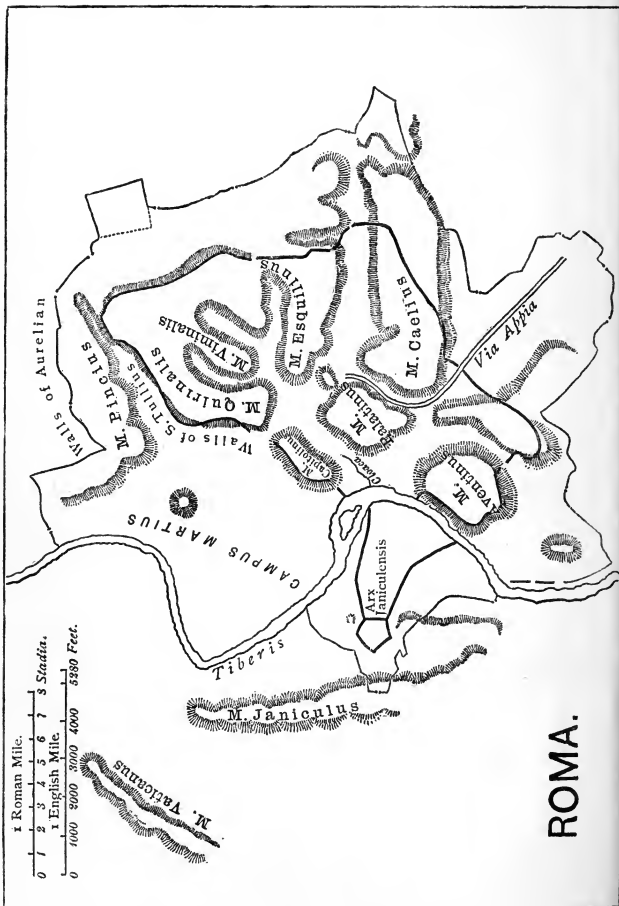 1 Roman Mile.
0 1 2 3 4 5 6 7 8 Stadia.
1 English Mile.
0 1000 2000 3000 4000 5280 Feet.
Walls of Aurelian
M. Pincius
Walls of S. Tullius
M. Quirinalis
M. Viminalis
M. Esquilinus
CAMPUS MARTIUS
M. Capitolinus
M. Palatinus
M. Caelius
Via Appia
Cloaca
M. Aventinus
Tiberis
Arx
Janiculensis
M. Janiculus
M. Vaticanus
ROMA.